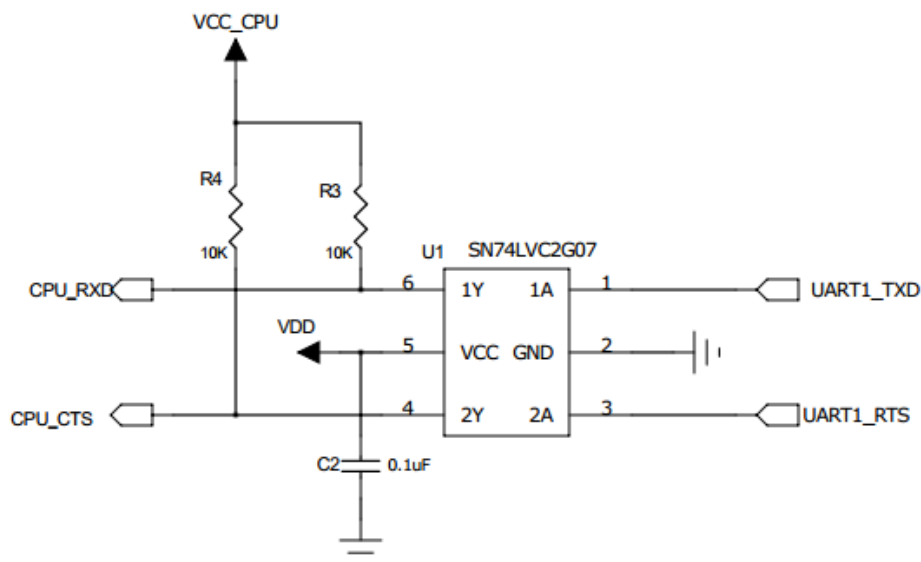 VCC_CPU
R4
R3
10K
10K
U1
SN74LVC2G07
CPU_RXD
6
1Y
1A
1
UART1_TXD
VDD
5
VCC
GND
2
CPU_CTS
4
2Y
2A
3
UART1_RTS
C2
0.1uF